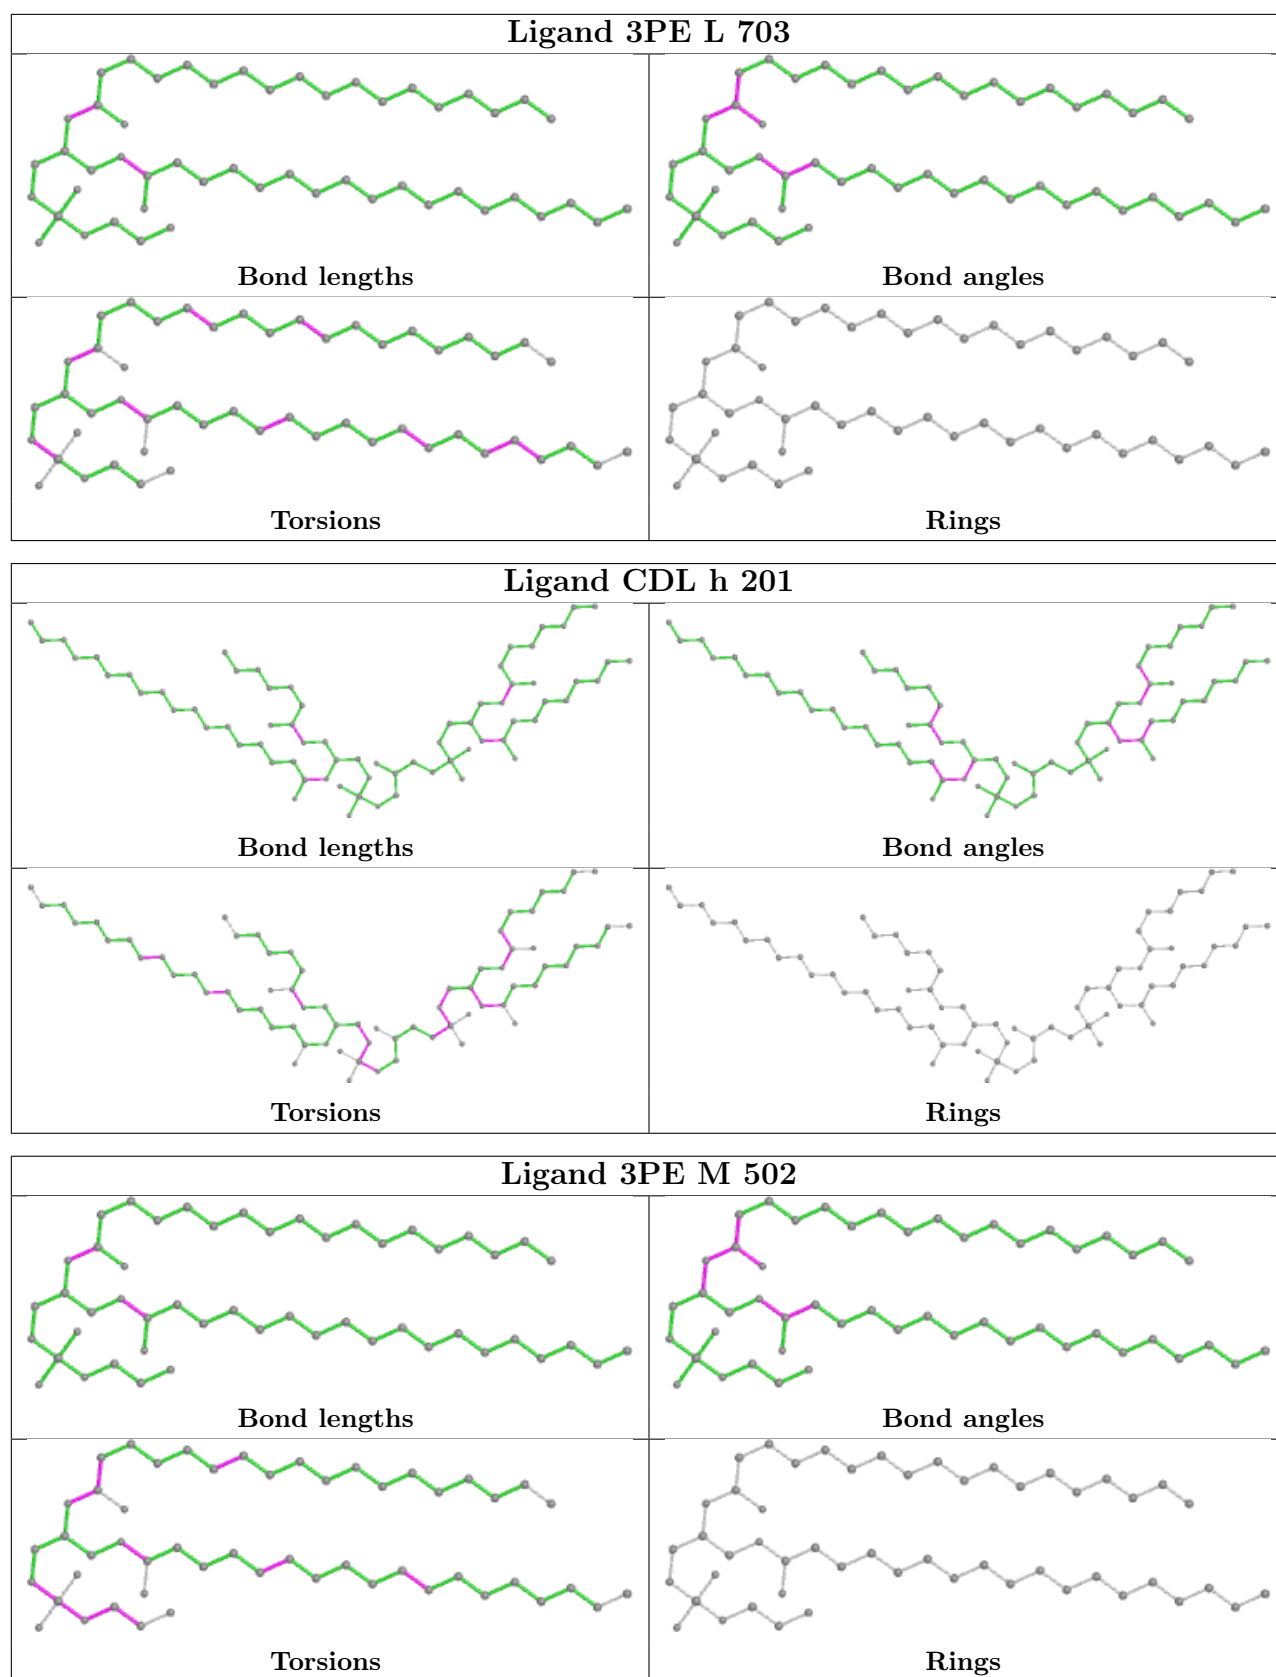 Ligand 3PE L 703
Bond lengths
Bond angles
Torsions
Rings
Ligand CDL h 201
Bond lengths
Bond angles
Torsions
Rings
Ligand 3PE M 502
Bond lengths
Bond angles
Torsions
Rings